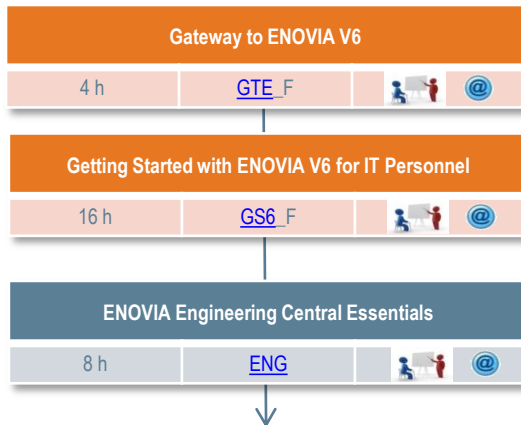 Gateway to ENOVIA V6
4 h GTE_F @
Getting Started with ENOVIA V6 for IT Personnel
16 h GS6_F @
ENOVIA Engineering Central Essentials
8 h ENG @